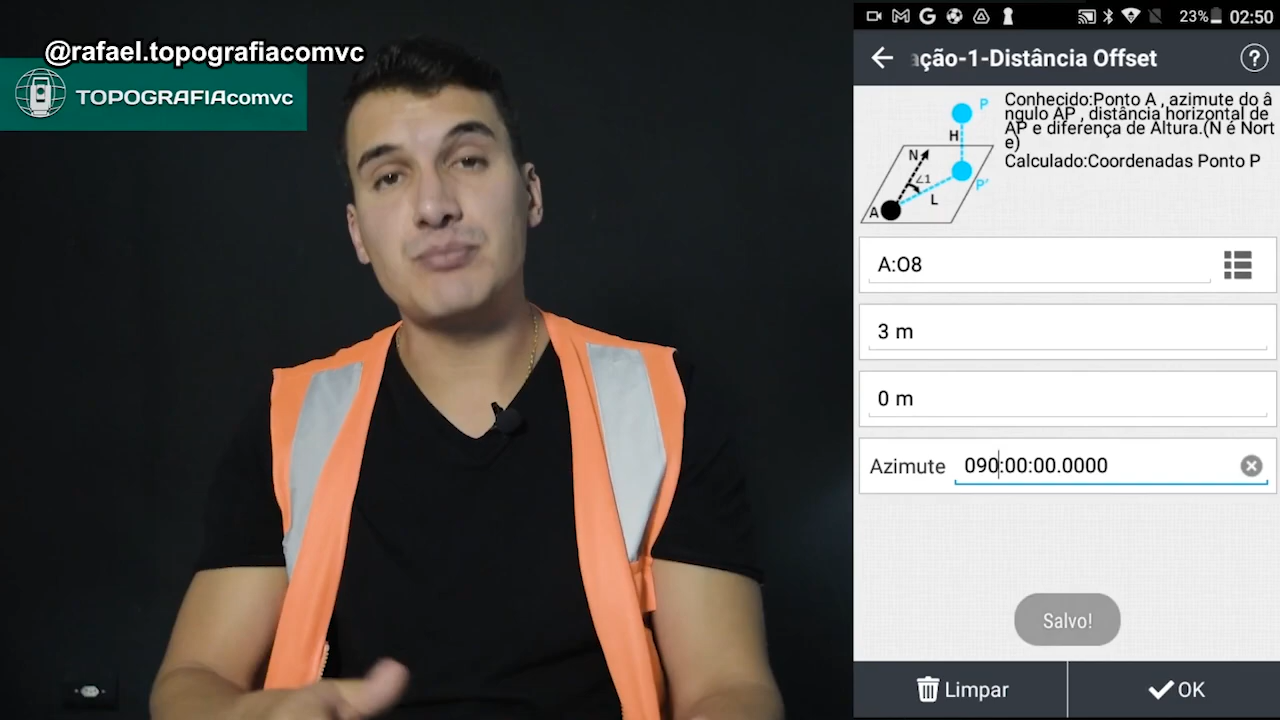 @rafael.topografiacomvc
TOPOGRAFIAcomvc
23% 02:50
ação-1-Distância Offset
?
Conhecido:Ponto A , azimute do â
ngulo AP , distância horizontal de
AP e diferença de Altura.(N é Nort
e)
Calculado:Coordenadas Ponto P
P
H
N
∠1
P'
L
A
A:O8
3 m
0 m
Azimute 090:00:00.0000
Salvo!
Limpar
OK